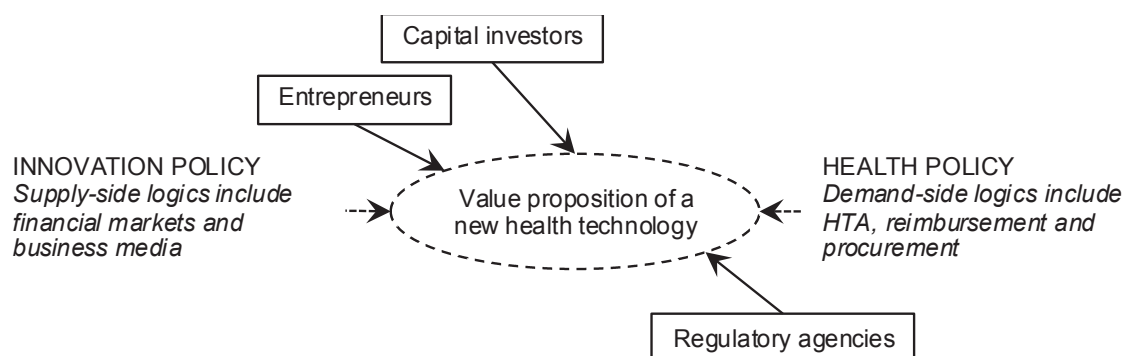 Capital investors
Entrepreneurs
INNOVATION POLICY
Supply-side logics include
financial markets and
business media
Value proposition of a
new health technology
HEALTH POLICY
Demand-side logics include
HTA, reimbursement and
procurement
Regulatory agencies